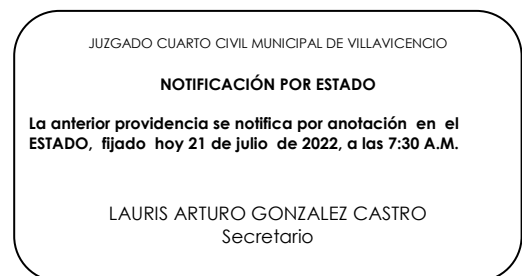 JUZGADO CUARTO CIVIL MUNICIPAL DE VILLAVICENCIO
NOTIFICACIÓN POR ESTADO
La anterior providencia se notifica por anotación en el
ESTADO, fijado hoy 21 de julio de 2022, a las 7:30 A.M.
LAURIS ARTURO GONZALEZ CASTRO
Secretario